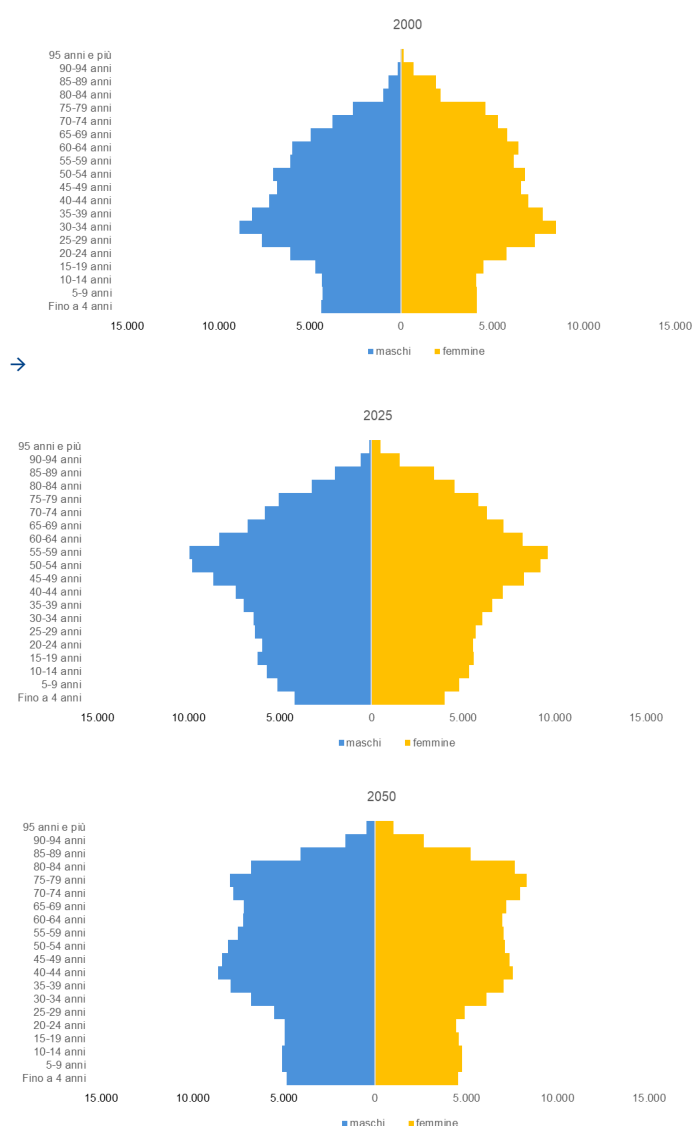 2000
95 anni e più
90-94 anni
85-89 anni
80-84 anni
75-79 anni
70-74 anni
65-69 anni
60-64 anni
55-59 anni
50-54 anni
45-49 anni
40-44 anni
35-39 anni
30-34 anni
25-29 anni
20-24 anni
15-19 anni
10-14 anni
5-9 anni
Fino a 4 anni
15.000 10.000 5.000 0 5.000 10.000 15.000
maschi femmine
→
2025
95 anni e più
90-94 anni
85-89 anni
80-84 anni
75-79 anni
70-74 anni
65-69 anni
60-64 anni
55-59 anni
50-54 anni
45-49 anni
40-44 anni
35-39 anni
30-34 anni
25-29 anni
20-24 anni
15-19 anni
10-14 anni
5-9 anni
Fino a 4 anni
15.000 10.000 5.000 0 5.000 10.000 15.000
maschi femmine
2050
95 anni e più
90-94 anni
85-89 anni
80-84 anni
75-79 anni
70-74 anni
65-69 anni
60-64 anni
55-59 anni
50-54 anni
45-49 anni
40-44 anni
35-39 anni
30-34 anni
25-29 anni
20-24 anni
15-19 anni
10-14 anni
5-9 anni
Fino a 4 anni
15.000 10.000 5.000 0 5.000 10.000 15.000
maschi femmine